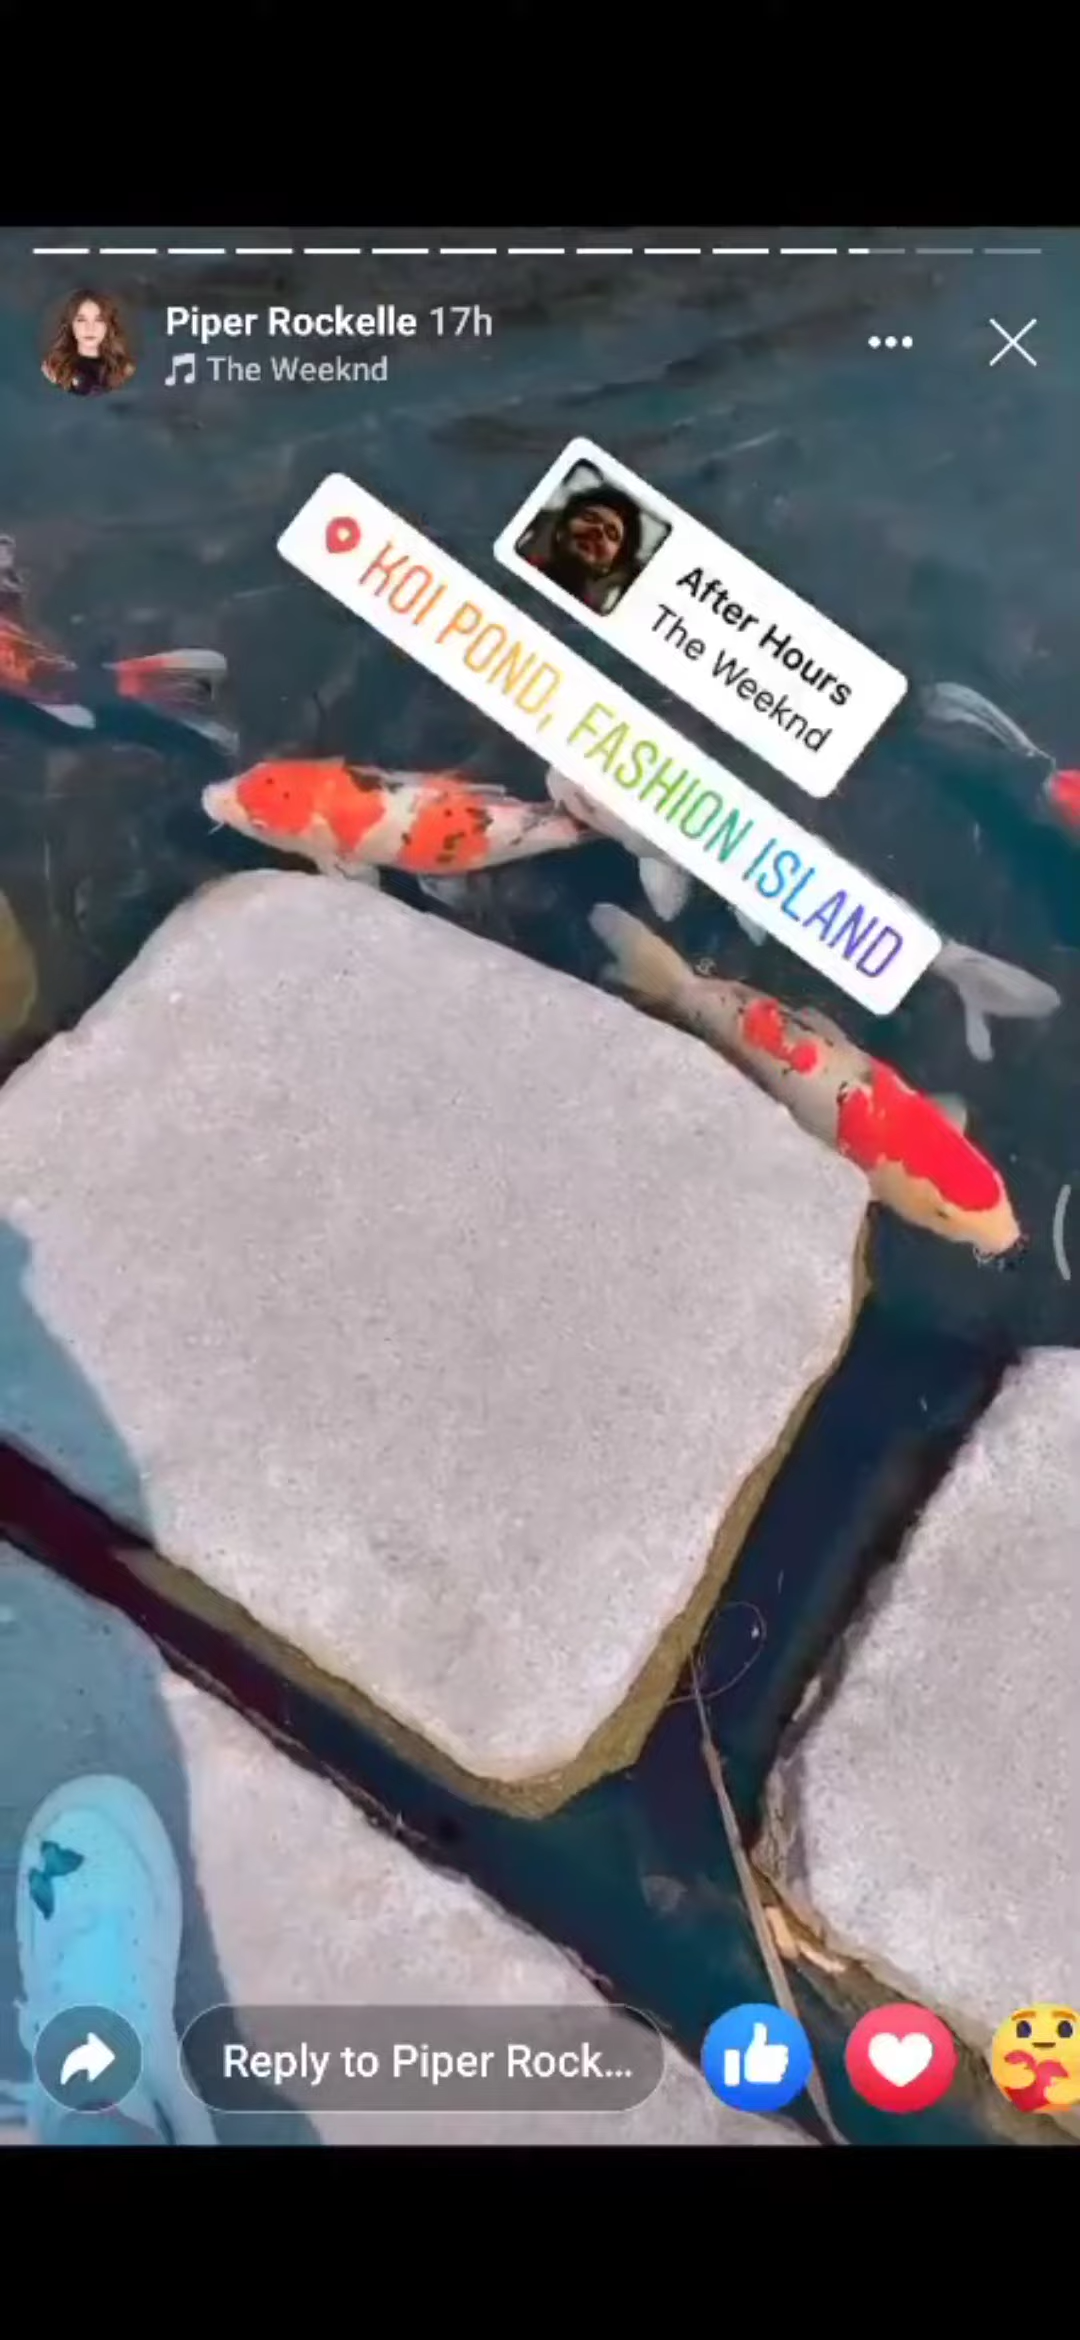 Piper Rockelle 17h
The Weeknd
After Hours
The Weeknd
KOI POND, FASHION ISLAND
Reply to Piper Rock...